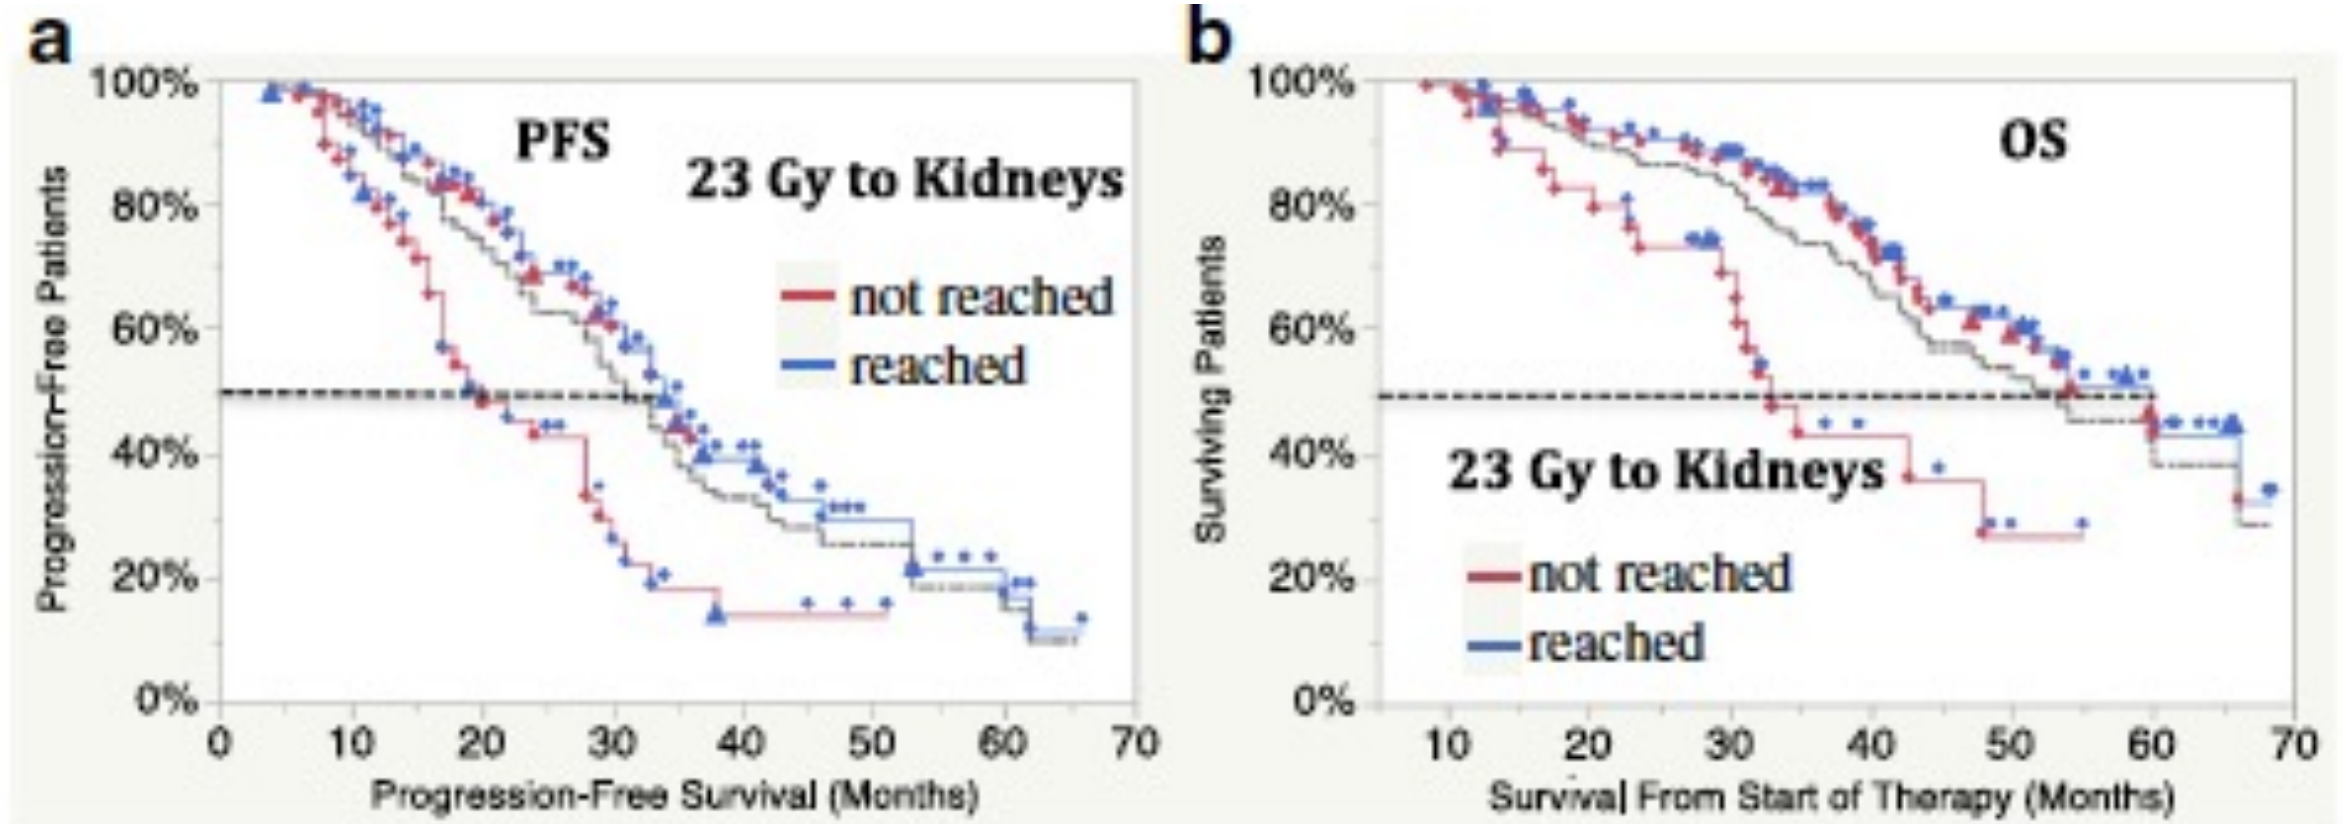 a
100%
80%
60%
40%
20%
0%
Progression-Free Patients
PFS
23 Gy to Kidneys
not reached
reached
0 10 20 30 40 50 60 70
Progression-Free Survival (Months)
b
100%
80%
60%
40%
20%
0%
Surviving Patients
OS
23 Gy to Kidneys
not reached
reached
10 20 30 40 50 60 70
Survival From Start of Therapy (Months)